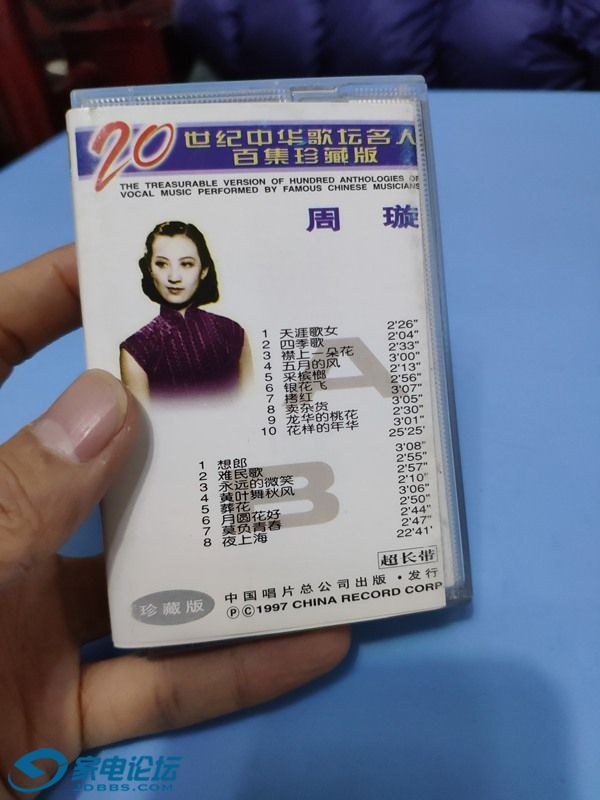 20 世纪中华歌坛名人
百集珍藏版
THE TREASURABLE VERSION OF HUNDRED ANTHOLOGIES OF
VOCAL MUSIC PERFORMED BY FAMOUS CHINESE MUSICIANS
周 璇
A
1 天涯歌女 2'26"
2 四季歌 2'04"
3 襟上一朵花 2'33"
4 五月的风 3'00"
5 采槟榔 2'13"
6 银花飞 2'56"
7 拷红 3'07"
8 卖杂货 3'05"
9 龙华的桃花 2'30"
10 花样的年华 3'01"
25'25'
B
1 想郎 3'08"
2 难民歌 2'55"
3 永远的微笑 2'57"
4 黄叶舞秋风 2'10"
5 葬花 3'06"
6 月圆花好 2'50"
7 莫负青春 2'44"
8 夜上海 2'47"
22'41'
超长带
珍藏版
中国唱片总公司出版·发行
ⓅⒸ1997 CHINA RECORD CORP
家电论坛
JDBBS.COM